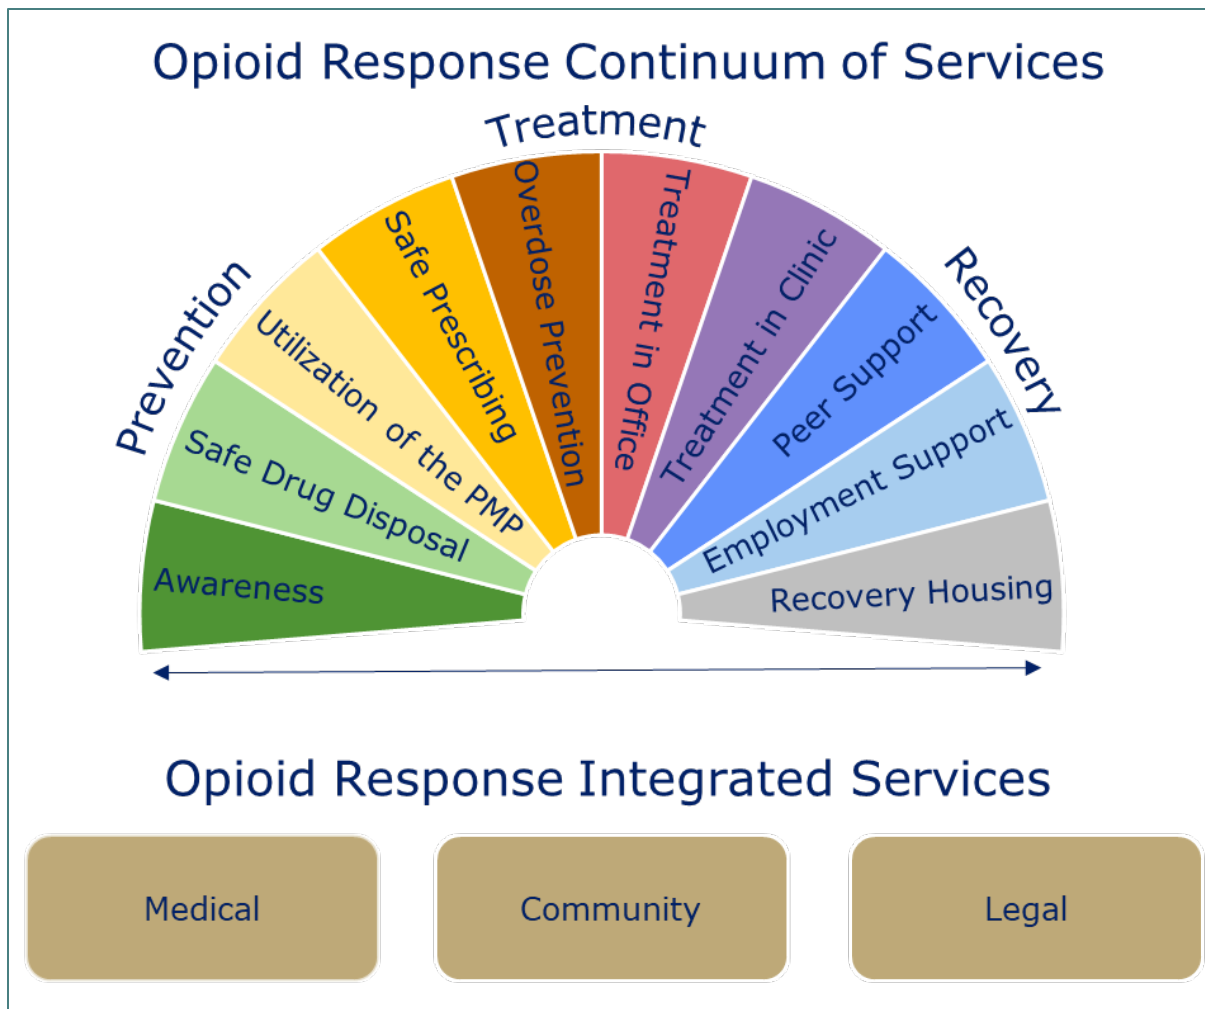 Opioid Response Continuum of Services
Prevention
Treatment
Recovery
Awareness
Safe Drug Disposal
Utilization of the PMP
Safe Prescribing
Overdose Prevention
Treatment in Office
Treatment in Clinic
Peer Support
Employment Support
Recovery Housing
Opioid Response Integrated Services
Medical
Community
Legal